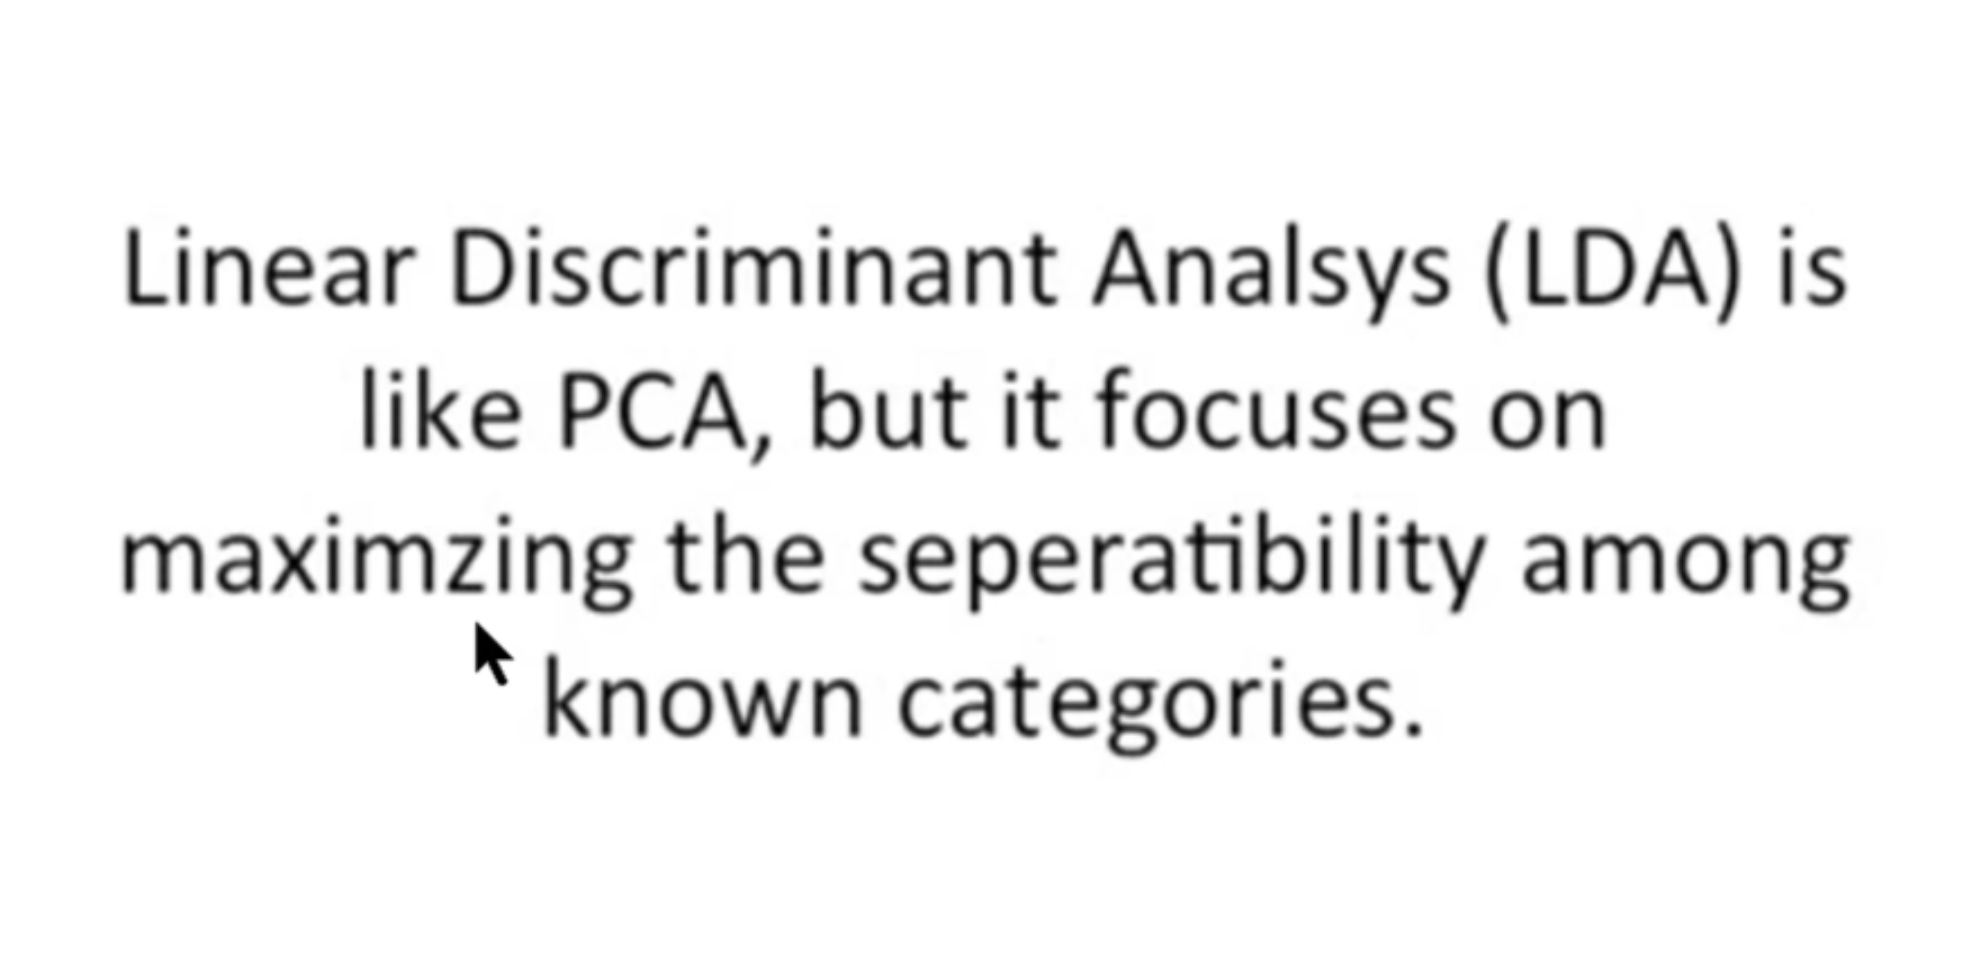 Linear Discriminant Analsys (LDA) is
like PCA, but it focuses on
maximzing the seperatibility among
known categories.